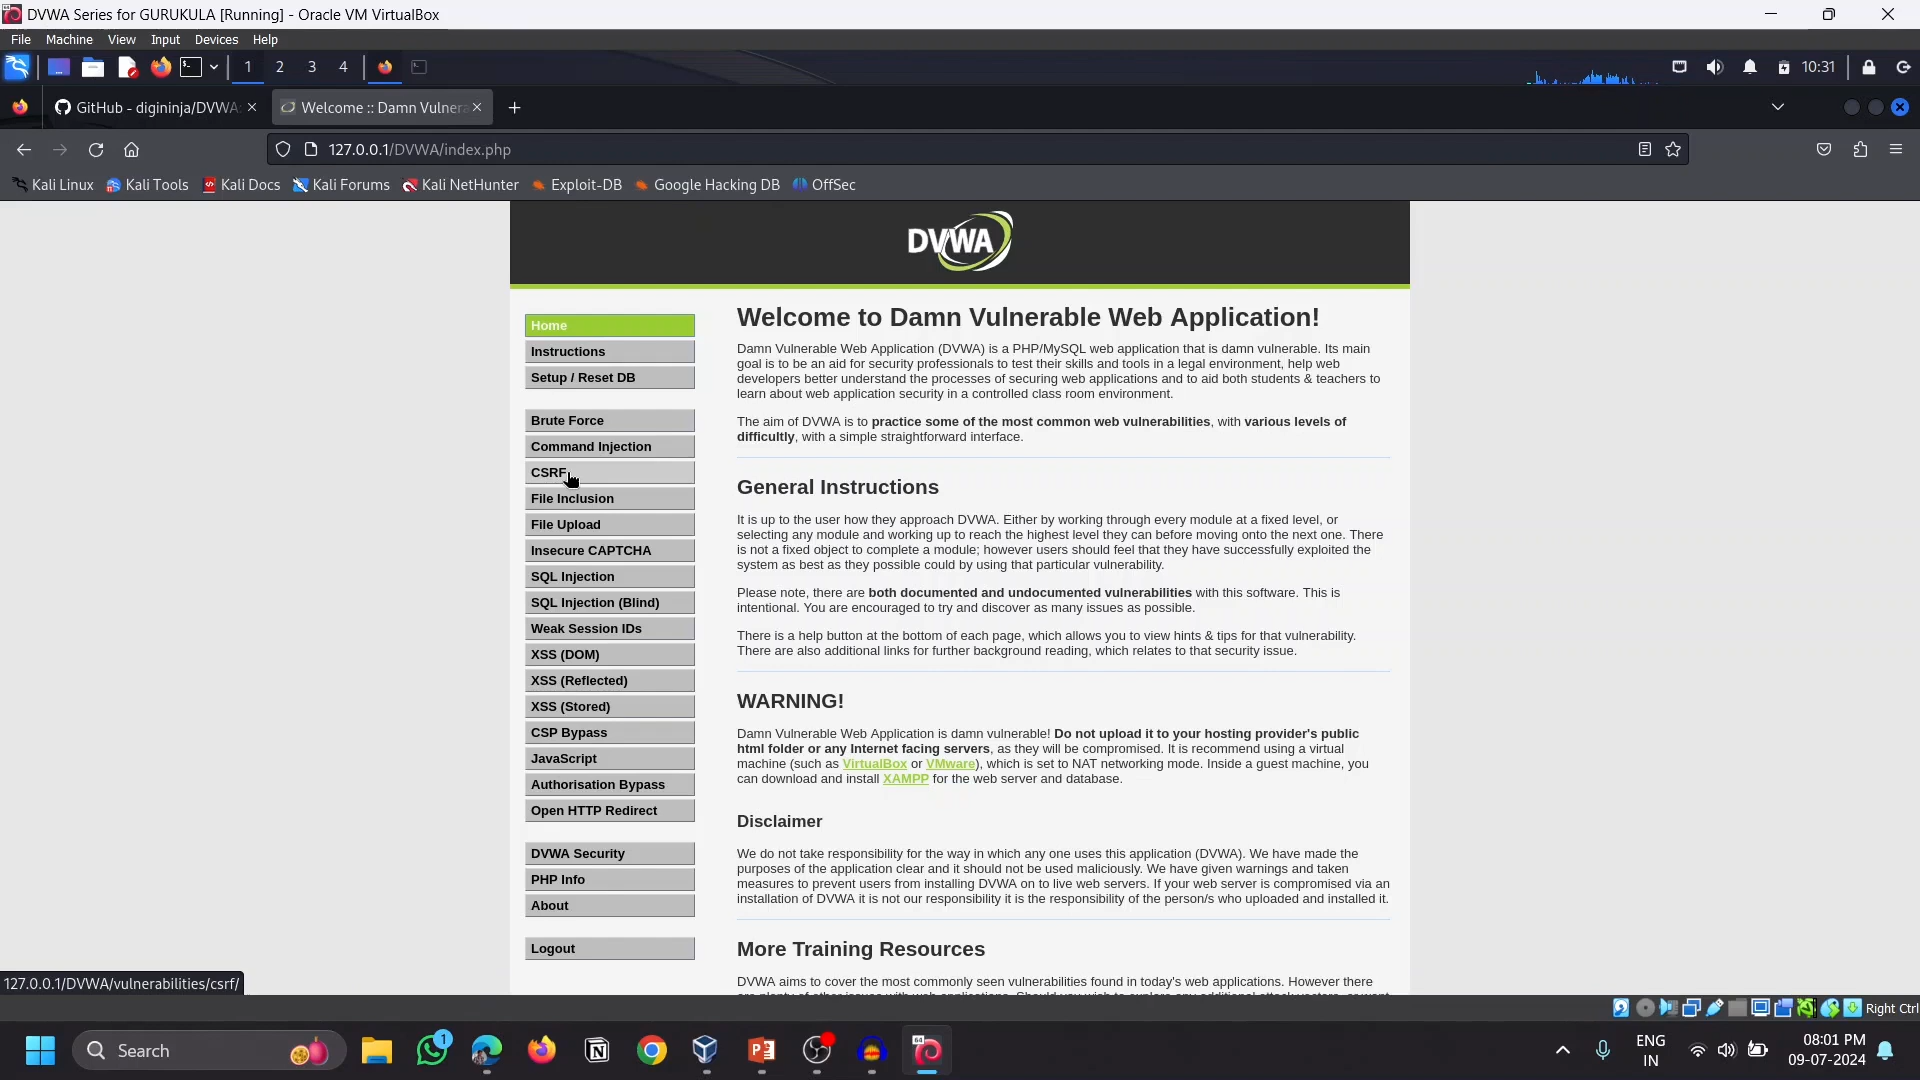 DVWA Series for GURUKULA [Running] - Oracle VM VirtualBox
File Machine View Input Devices Help
1 2 3 4 10:31
GitHub - digininja/DVWA: Welcome :: Damn Vulnera
127.0.0.1/DVWA/index.php
Kali Linux Kali Tools Kali Docs Kali Forums Kali NetHunter Exploit-DB Google Hacking DB OffSec
DVWA
Home
Instructions
Setup / Reset DB
Brute Force
Command Injection
CSRF
File Inclusion
File Upload
Insecure CAPTCHA
SQL Injection
SQL Injection (Blind)
Weak Session IDs
XSS (DOM)
XSS (Reflected)
XSS (Stored)
CSP Bypass
JavaScript
Authorisation Bypass
Open HTTP Redirect
DVWA Security
PHP Info
About
Logout
Welcome to Damn Vulnerable Web Application!
Damn Vulnerable Web Application (DVWA) is a PHP/MySQL web application that is damn vulnerable. Its main
goal is to be an aid for security professionals to test their skills and tools in a legal environment, help web
developers better understand the processes of securing web applications and to aid both students & teachers to
learn about web application security in a controlled class room environment.
The aim of DVWA is to practice some of the most common web vulnerabilities, with various levels of
difficultly, with a simple straightforward interface.
General Instructions
It is up to the user how they approach DVWA. Either by working through every module at a fixed level, or
selecting any module and working up to reach the highest level they can before moving onto the next one. There
is not a fixed object to complete a module; however users should feel that they have successfully exploited the
system as best as they possible could by using that particular vulnerability.
Please note, there are both documented and undocumented vulnerabilities with this software. This is
intentional. You are encouraged to try and discover as many issues as possible.
There is a help button at the bottom of each page, which allows you to view hints & tips for that vulnerability.
There are also additional links for further background reading, which relates to that security issue.
WARNING!
Damn Vulnerable Web Application is damn vulnerable! Do not upload it to your hosting provider's public
html folder or any Internet facing servers, as they will be compromised. It is recommend using a virtual
machine (such as VirtualBox or VMware), which is set to NAT networking mode. Inside a guest machine, you
can download and install XAMPP for the web server and database.
Disclaimer
We do not take responsibility for the way in which any one uses this application (DVWA). We have made the
purposes of the application clear and it should not be used maliciously. We have given warnings and taken
measures to prevent users from installing DVWA on to live web servers. If your web server is compromised via an
installation of DVWA it is not our responsibility it is the responsibility of the person/s who uploaded and installed it.
More Training Resources
DVWA aims to cover the most commonly seen vulnerabilities found in today's web applications. However there
127.0.0.1/DVWA/vulnerabilities/csrf/
Right Ctrl
Search
1
64
ENG
IN
08:01 PM
09-07-2024